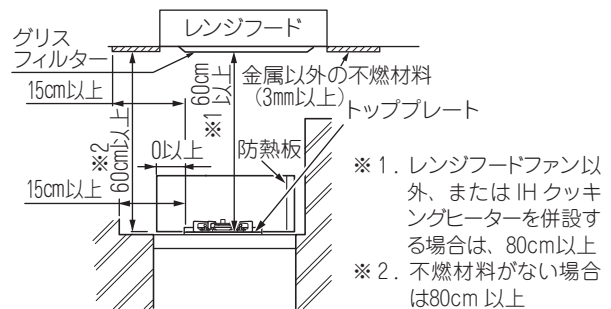 レンジフード
グリス
フィルター
15cm以上
※1 60cm
以上
金属以外の不燃材料
(3mm以上)
トッププレート
※2
60cm以上
0以上
防熱板
15cm以上
※1. レンジフードファン以
外、または IH クッキ
ングヒーターを併設す
る場合は、80cm以上
※2. 不燃材料がない場合
は80cm 以上